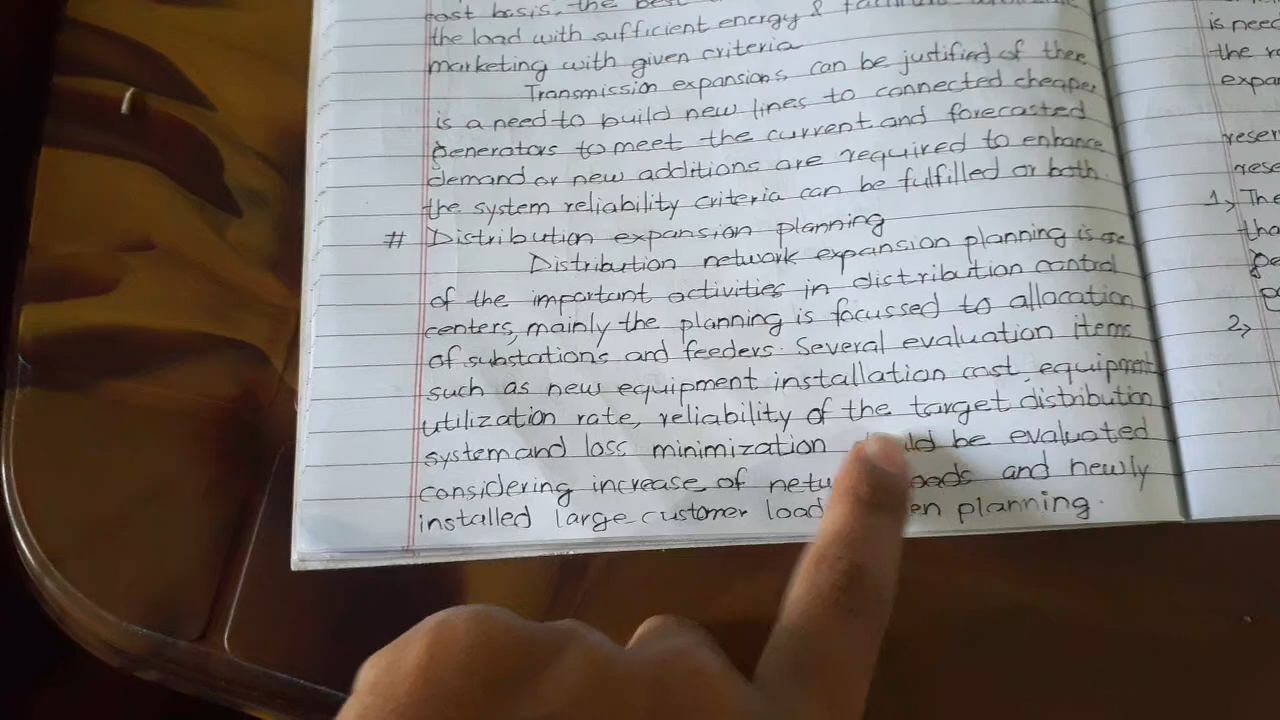 cost basis, the best
the load with sufficient energy &
marketing with given criteria
Transmission expansions can be justified of there
is a need to build new lines to connected cheaper
generators to meet the current and forecasted
demand or new additions are required to enhance
the system reliability criteria can be fulfilled or both.
# Distribution expansion planning
Distribution network expansion planning is one
of the important activities in distribution control
centers, mainly the planning is focussed to allocation
of substations and feeders. Several evaluation items
such as new equipment installation cost, equipment
utilization rate, reliability of the target distribution
system and loss minimization be evaluated
considering increase of and newly
installed large customer planning.
is need
the
expa
reser
rese
1, The
tha
2,